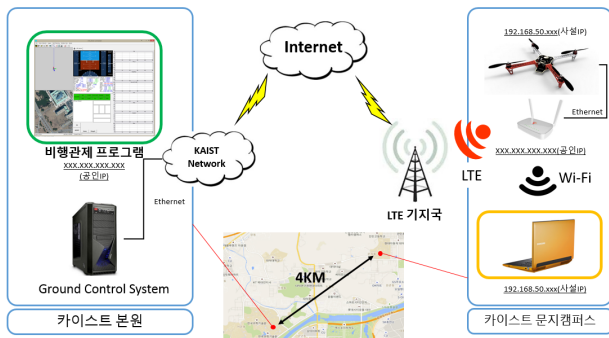 비행관제 프로그램
xxx.xxx.xxx.xxx
(공인IP)
Ethernet
Ground Control System
카이스트 본원
Internet
KAIST
Network
LTE 기지국
4KM
192.168.50.xxx(사설IP)
Ethernet
xxx.xxx.xxx.xxx(공인IP)
LTE
Wi-Fi
192.168.50.xxx(사설IP)
카이스트 문지캠퍼스